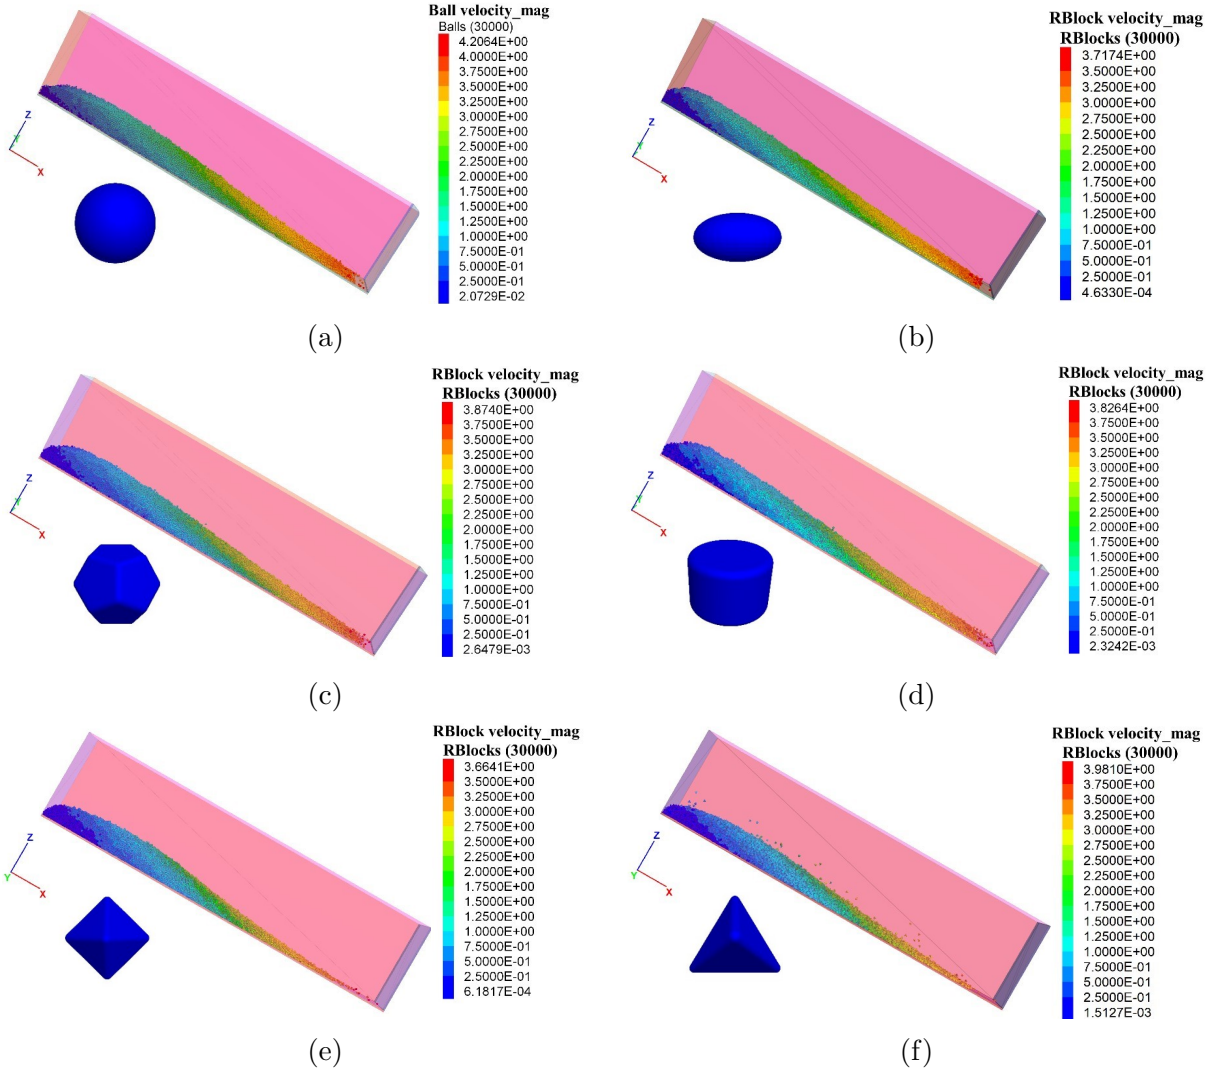 Ball velocity_mag
Balls (30000)
4.2064E+00
4.0000E+00
3.7500E+00
3.5000E+00
3.2500E+00
3.0000E+00
2.7500E+00
2.5000E+00
2.2500E+00
2.0000E+00
1.7500E+00
1.5000E+00
1.2500E+00
1.0000E+00
7.5000E-01
5.0000E-01
2.5000E-01
2.0729E-02
Z
Y
X
(a)
RBlock velocity_mag
RBlocks (30000)
3.7174E+00
3.5000E+00
3.2500E+00
3.0000E+00
2.7500E+00
2.5000E+00
2.2500E+00
2.0000E+00
1.7500E+00
1.5000E+00
1.2500E+00
1.0000E+00
7.5000E-01
5.0000E-01
2.5000E-01
4.6330E-04
Z
Y
X
(b)
RBlock velocity_mag
RBlocks (30000)
3.8740E+00
3.7500E+00
3.5000E+00
3.2500E+00
3.0000E+00
2.7500E+00
2.5000E+00
2.2500E+00
2.0000E+00
1.7500E+00
1.5000E+00
1.2500E+00
1.0000E+00
7.5000E-01
5.0000E-01
2.5000E-01
2.6479E-03
Z
Y
X
(c)
RBlock velocity_mag
RBlocks (30000)
3.8264E+00
3.7500E+00
3.5000E+00
3.2500E+00
3.0000E+00
2.7500E+00
2.5000E+00
2.2500E+00
2.0000E+00
1.7500E+00
1.5000E+00
1.2500E+00
1.0000E+00
7.5000E-01
5.0000E-01
2.5000E-01
2.3242E-03
Z
Y
X
(d)
RBlock velocity_mag
RBlocks (30000)
3.6641E+00
3.5000E+00
3.2500E+00
3.0000E+00
2.7500E+00
2.5000E+00
2.2500E+00
2.0000E+00
1.7500E+00
1.5000E+00
1.2500E+00
1.0000E+00
7.5000E-01
5.0000E-01
2.5000E-01
6.1817E-04
Z
Y
X
(e)
RBlock velocity_mag
RBlocks (30000)
3.9810E+00
3.7500E+00
3.5000E+00
3.2500E+00
3.0000E+00
2.7500E+00
2.5000E+00
2.2500E+00
2.0000E+00
1.7500E+00
1.5000E+00
1.2500E+00
1.0000E+00
7.5000E-01
5.0000E-01
2.5000E-01
1.5127E-03
Z
Y
X
(f)